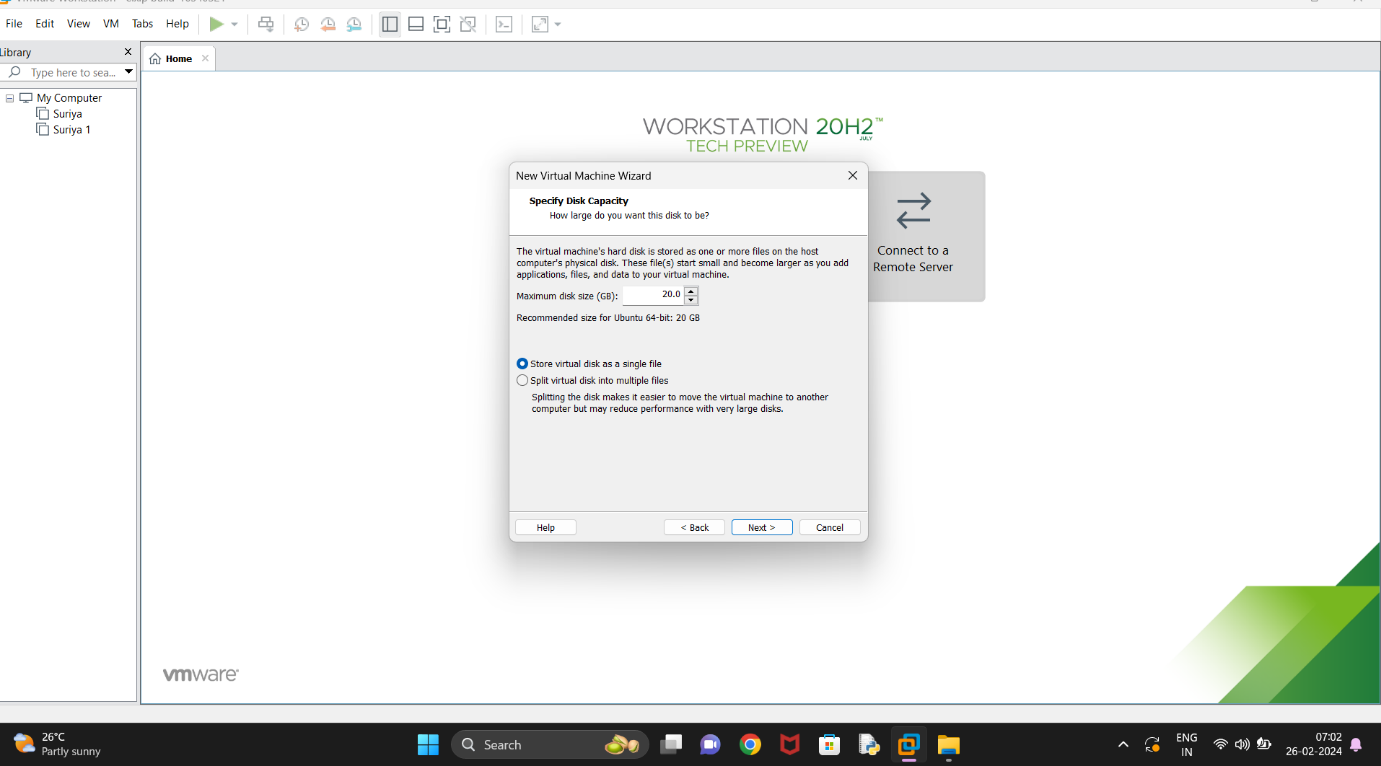 File Edit View VM Tabs Help
Library
Type here to sea...
Home
My Computer
Suriya
Suriya 1
WORKSTATION 20H2™
JULY
TECH PREVIEW
Connect to a
Remote Server
New Virtual Machine Wizard
Specify Disk Capacity
How large do you want this disk to be?
The virtual machine's hard disk is stored as one or more files on the host
computer's physical disk. These file(s) start small and become larger as you add
applications, files, and data to your virtual machine.
Maximum disk size (GB): 20.0
Recommended size for Ubuntu 64-bit: 20 GB
Store virtual disk as a single file
Split virtual disk into multiple files
Splitting the disk makes it easier to move the virtual machine to another
computer but may reduce performance with very large disks.
Help < Back Next > Cancel
vmware®
26°C
Partly sunny
Search
ENG
IN
07:02
26-02-2024